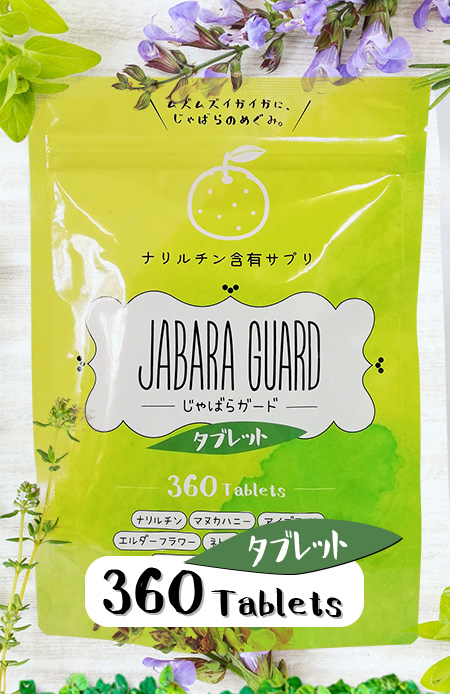 ムズムズイガイガに、
じゃばらのめぐみ。
ナリルチン含有サプリ
JABARA GUARD
じゃばらガード
タブレット
360 Tablets
ナリルチン マヌカハニー
エルダーフラワー
タブレット
360 Tablets